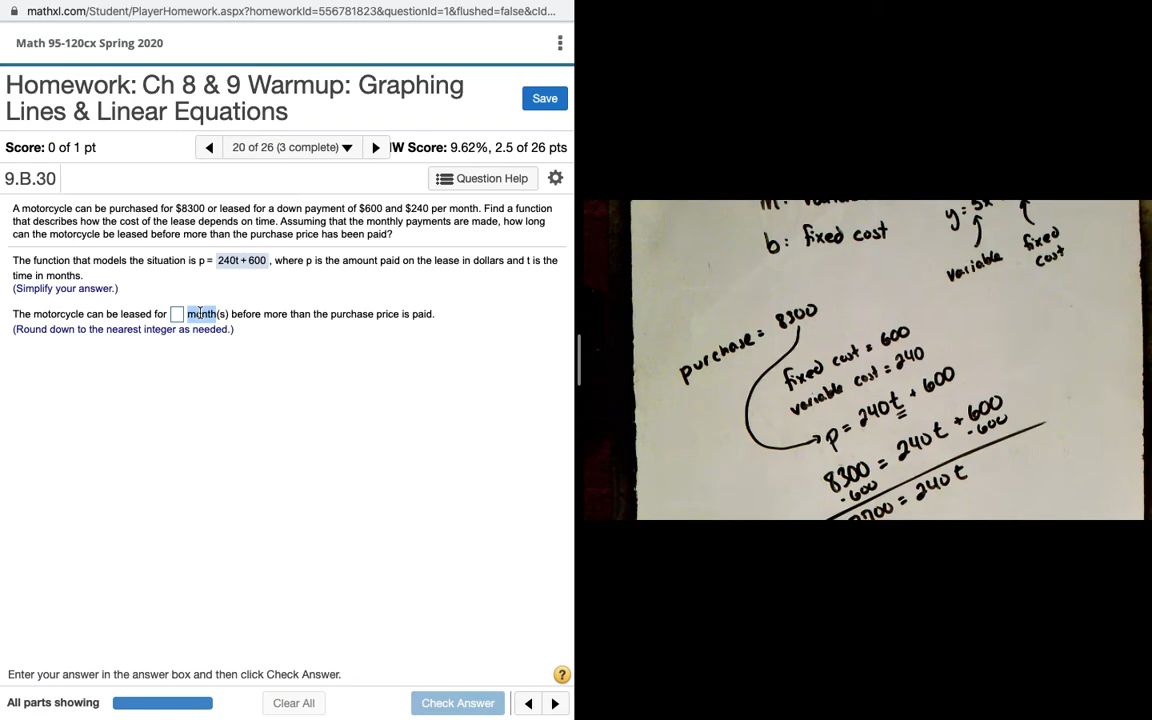 mathxl.com/Student/PlayerHomework.aspx?homeworkId=556781823&questionId=1&flushed=false&cId...
Math 95-120cx Spring 2020
Homework: Ch 8 & 9 Warmup: Graphing
Lines & Linear Equations
Save
Score: 0 of 1 pt
20 of 26 (3 complete)
W Score: 9.62%, 2.5 of 26 pts
9.B.30
Question Help
A motorcycle can be purchased for $8300 or leased for a down payment of $600 and $240 per month. Find a function
that describes how the cost of the lease depends on time. Assuming that the monthly payments are made, how long
can the motorcycle be leased before more than the purchase price has been paid?
The function that models the situation is p = 240t+600, where p is the amount paid on the lease in dollars and t is the
time in months.
(Simplify your answer.)
The motorcycle can be leased for month(s) before more than the purchase price is paid.
(Round down to the nearest integer as needed.)
Enter your answer in the answer box and then click Check Answer.
?
All parts showing
Clear All
Check Answer
b: fixed cost
y = 5x
variable
fixed
cost
purchase = 8300
fixed cost = 600
variable cost = 240
p = 240t + 600
8300 = 240t + 600
-600 -600
= 240t